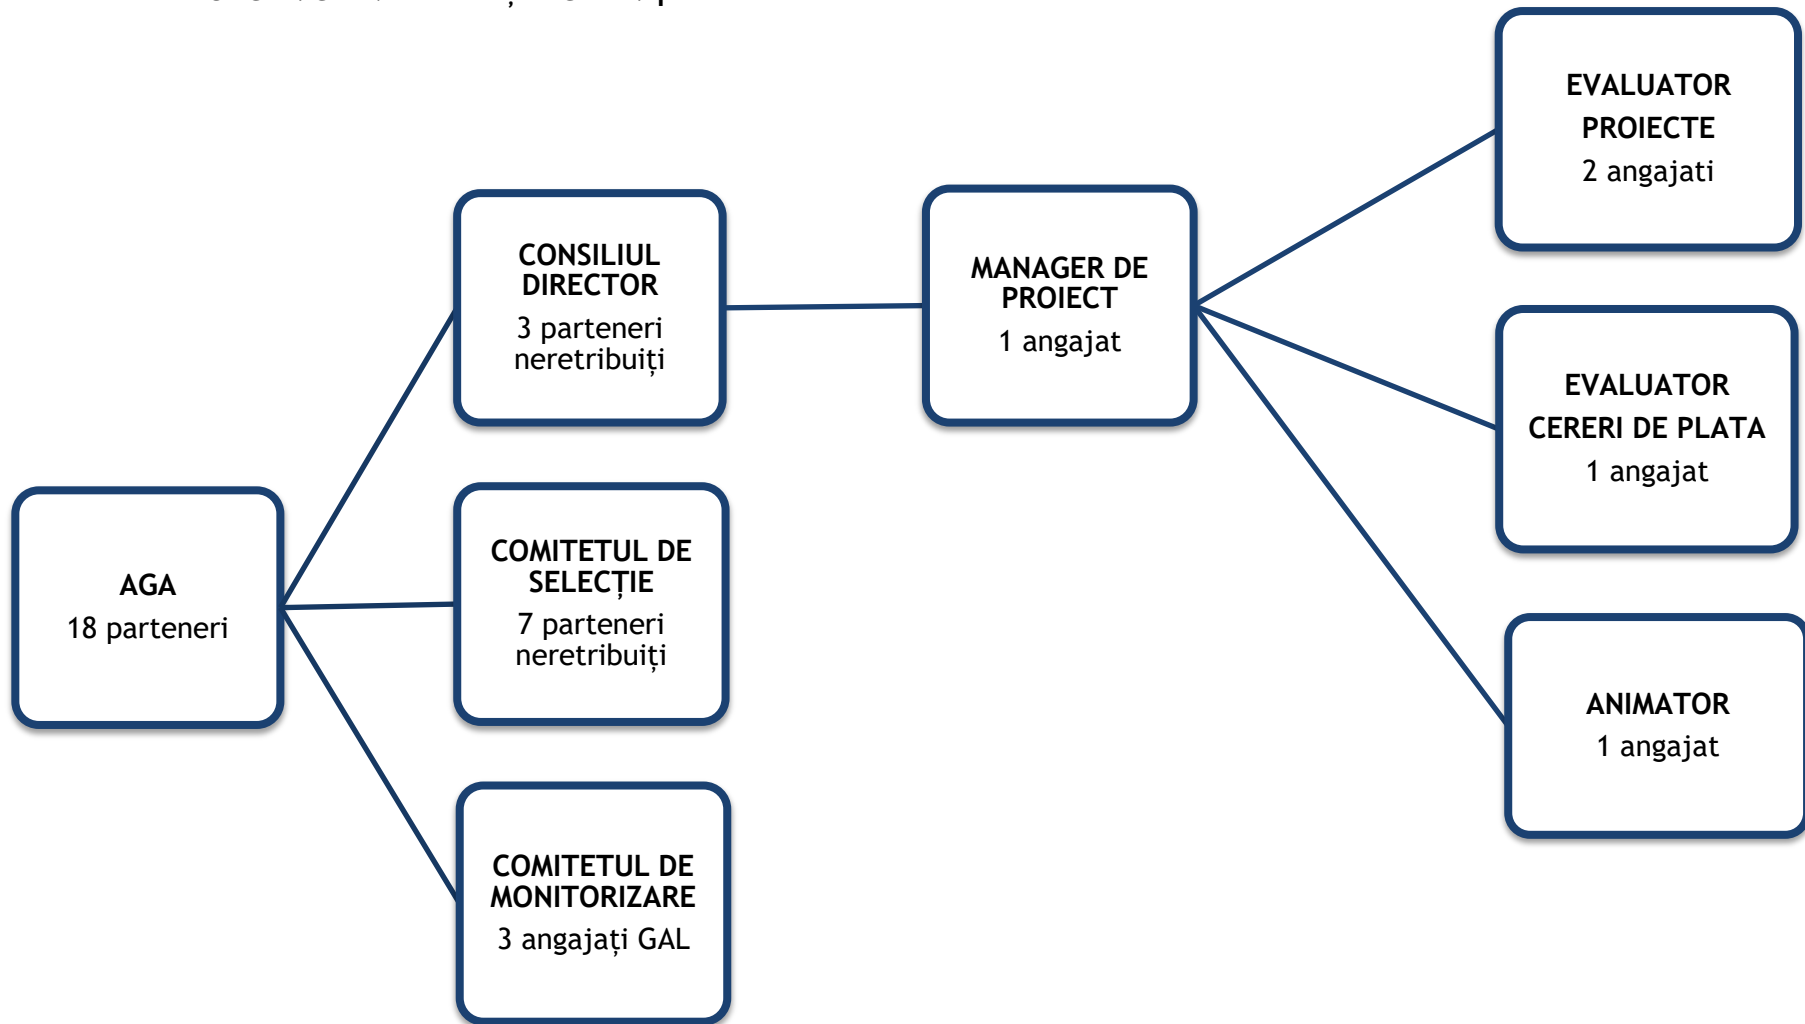 AGA
18 parteneri
CONSILIUL
DIRECTOR
3 parteneri
neretribuiți
COMITETUL DE
SELECȚIE
7 parteneri
neretribuiți
COMITETUL DE
MONITORIZARE
3 angajați GAL
MANAGER DE
PROIECT
1 angajat
EVALUATOR
PROIECTE
2 angajati
EVALUATOR
CERERI DE PLATA
1 angajat
ANIMATOR
1 angajat